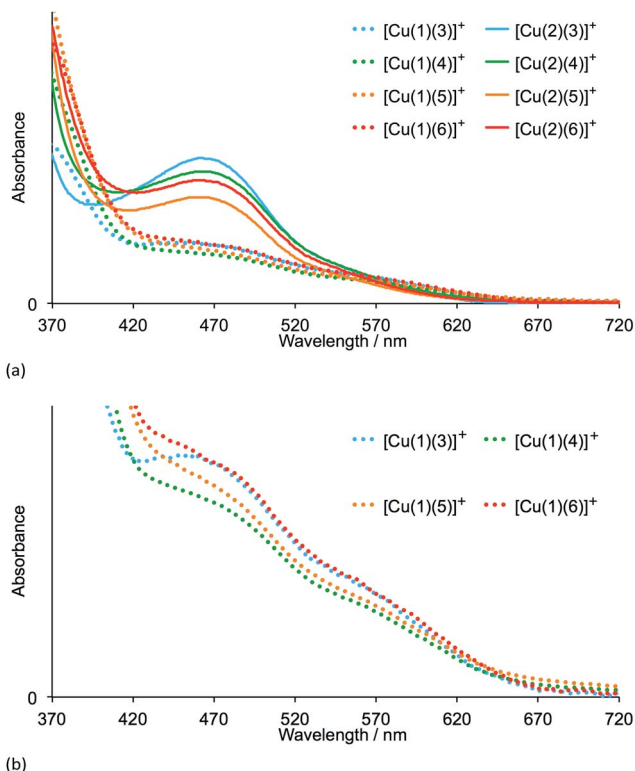 [Cu(1)(3)]⁺ [Cu(2)(3)]⁺
[Cu(1)(4)]⁺ [Cu(2)(4)]⁺
[Cu(1)(5)]⁺ [Cu(2)(5)]⁺
[Cu(1)(6)]⁺ [Cu(2)(6)]⁺
Absorbance
0
370 420 470 520 570 620 670 720
Wavelength / nm
(a)
[Cu(1)(3)]⁺ [Cu(1)(4)]⁺
[Cu(1)(5)]⁺ [Cu(1)(6)]⁺
Absorbance
0
370 420 470 520 570 620 670 720
Wavelength / nm
(b)